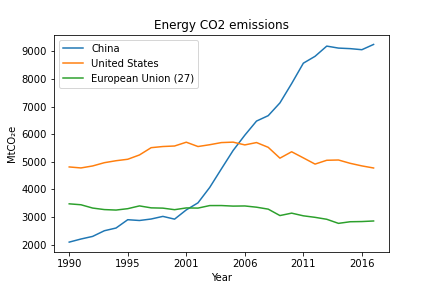 Energy CO2 emissions
China
United States
European Union (27)
MtCO₂e
9000
8000
7000
6000
5000
4000
3000
2000
1990
1995
2001
2006
2011
2016
Year